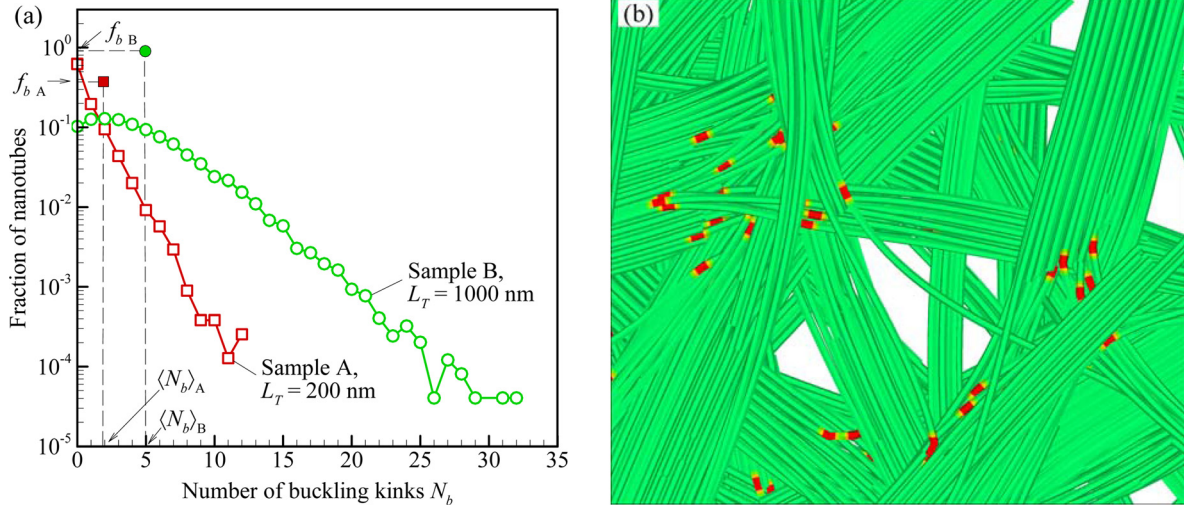 (a)
(b)
f_b B
f_b A
10^0
10^-1
10^-2
10^-3
10^-4
10^-5
Fraction of nanotubes
Sample B,
L_T = 1000 nm
Sample A,
L_T = 200 nm
⟨N_b⟩_A
⟨N_b⟩_B
0 5 10 15 20 25 30 35
Number of buckling kinks N_b